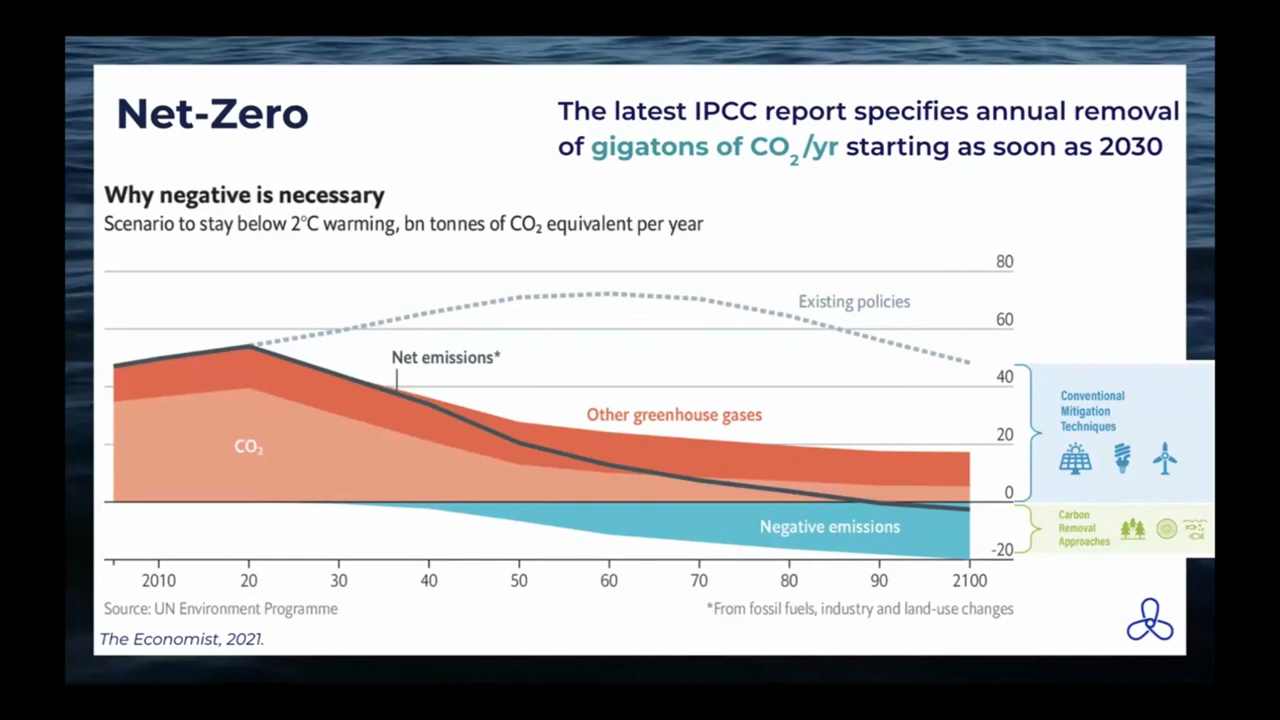 Net-Zero
The latest IPCC report specifies annual removal
of gigatons of CO₂/yr starting as soon as 2030
Why negative is necessary
Scenario to stay below 2°C warming, bn tonnes of CO₂ equivalent per year
80
Existing policies
60
Net emissions*
40
Other greenhouse gases
20
CO₂
0
Negative emissions
-20
2010 20 30 40 50 60 70 80 90 2100
Conventional
Mitigation
Techniques
Carbon
Removal
Approaches
Source: UN Environment Programme
*From fossil fuels, industry and land-use changes
The Economist, 2021.